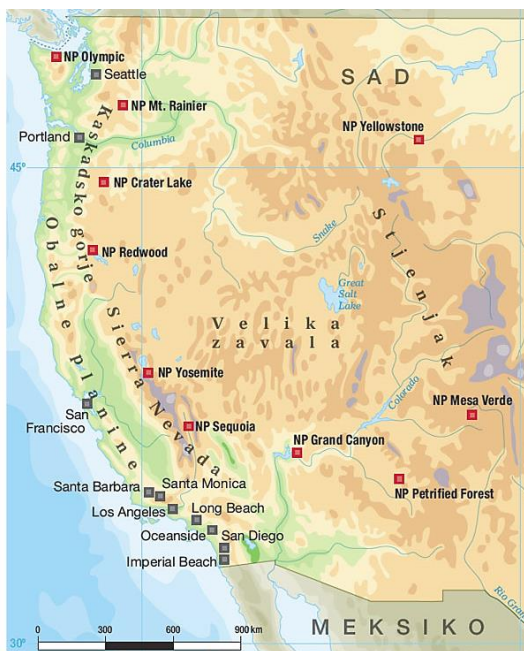 NP Olympic
Seattle
SAD
NP Mt. Rainier
NP Yellowstone
Portland
Columbia
45°
Kaskadsko gorje
NP Crater Lake
Stjenjak
Obalne planine
Snake
NP Redwood
Great
Salt
Lake
Sierra Nevada
Velika
zavala
NP Yosemite
Colorado
San
Francisco
NP Mesa Verde
NP Sequoia
NP Grand Canyon
Santa Barbara
Santa Monica
NP Petrified Forest
Los Angeles
Long Beach
Oceanside
San Diego
Imperial Beach
Rio Gran
MEKSIKO
30°
0 300 600 900 km